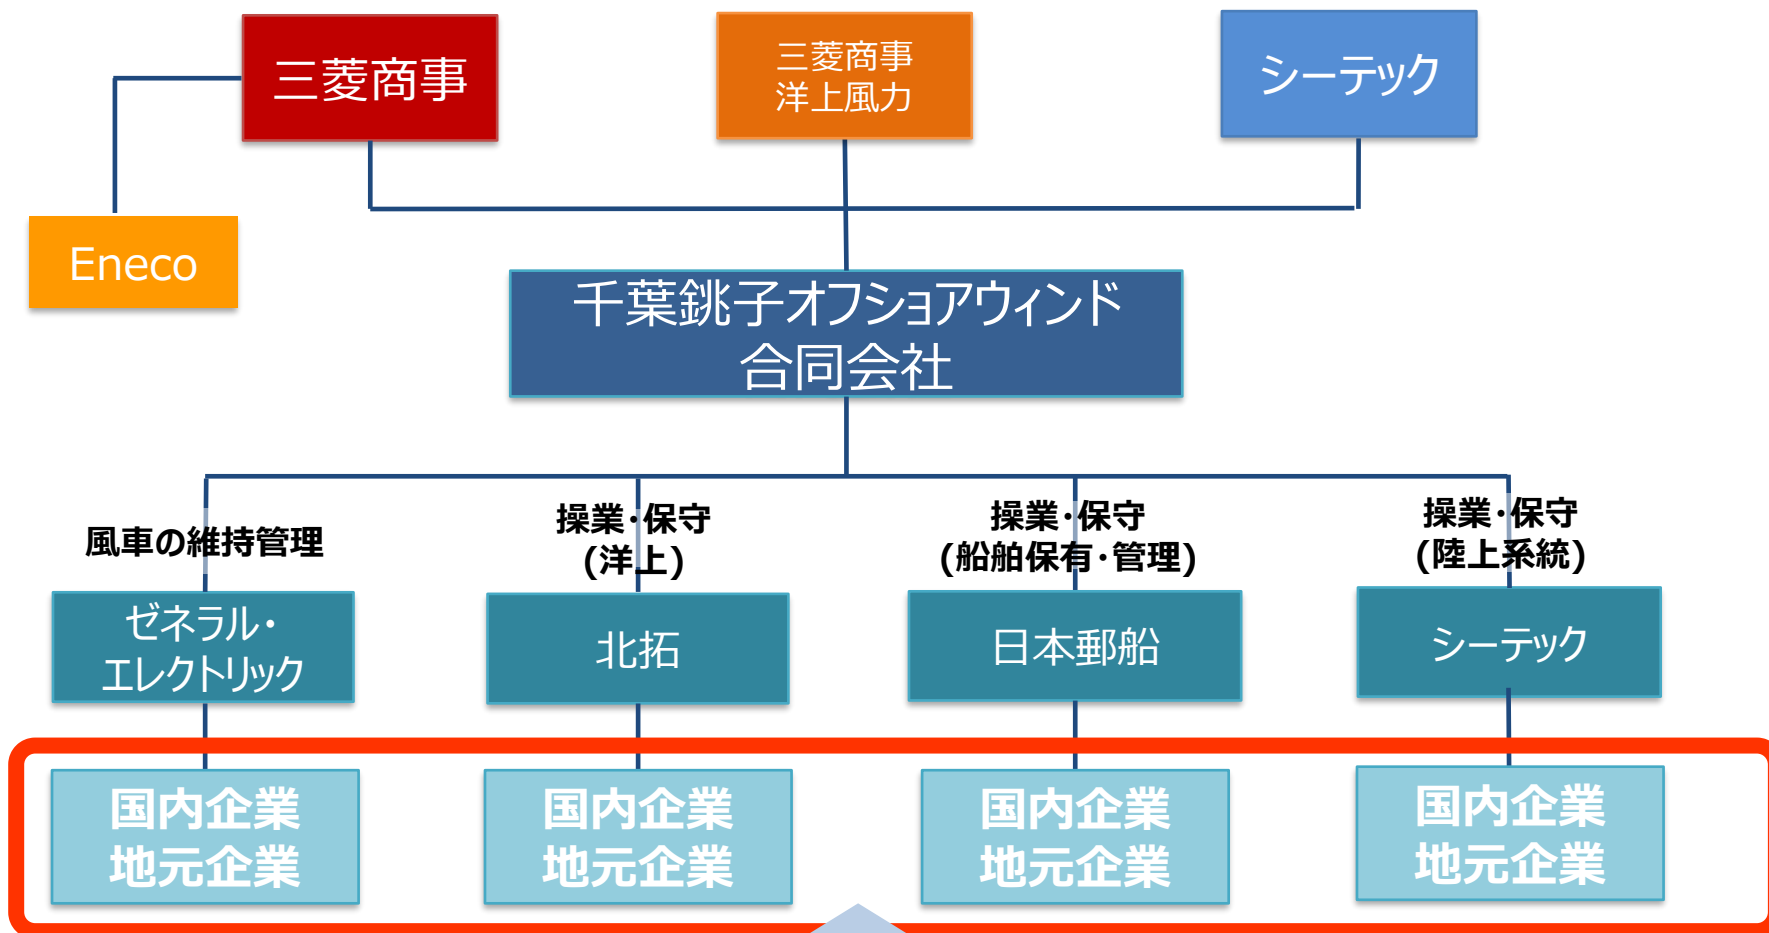 三菱商事
三菱商事
洋上風力
シーテック
Eneco
千葉銚子オフショアウィンド
合同会社
風車の維持管理
操業・保守
(洋上)
操業・保守
(船舶保有・管理)
操業・保守
(陸上系統)
ゼネラル・
エレクトリック
北拓
日本郵船
シーテック
国内企業
地元企業
国内企業
地元企業
国内企業
地元企業
国内企業
地元企業